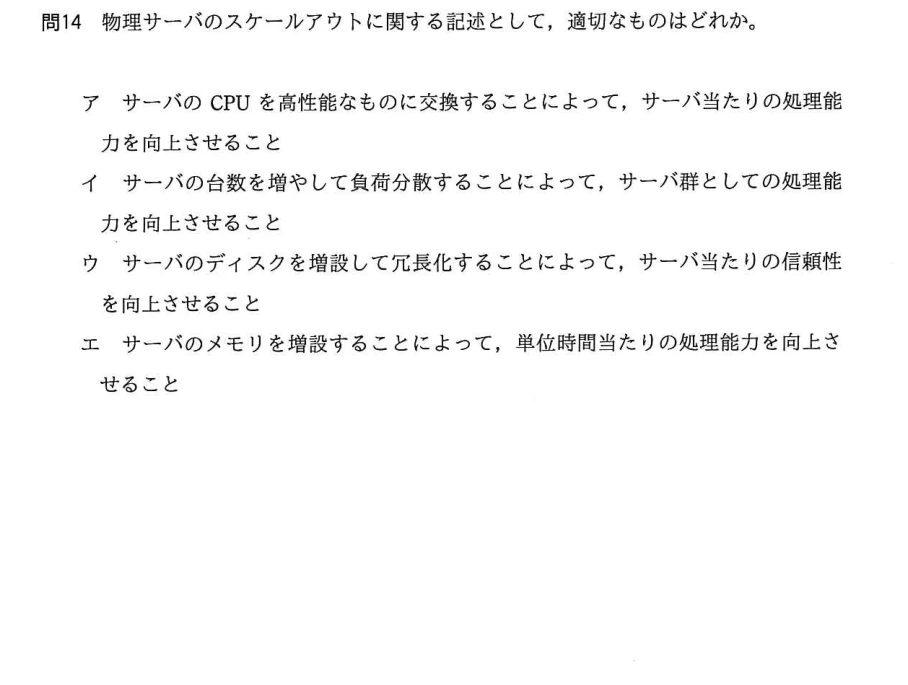 問14 物理サーバのスケールアウトに関する記述として，適切なものはどれか。
ア サーバの CPU を高性能なものに交換することによって，サーバ当たりの処理能
力を向上させること
イ サーバの台数を増やして負荷分散することによって，サーバ群としての処理能
力を向上させること
ウ サーバのディスクを増設して冗長化することによって，サーバ当たりの信頼性
を向上させること
エ サーバのメモリを増設することによって，単位時間当たりの処理能力を向上さ
せること